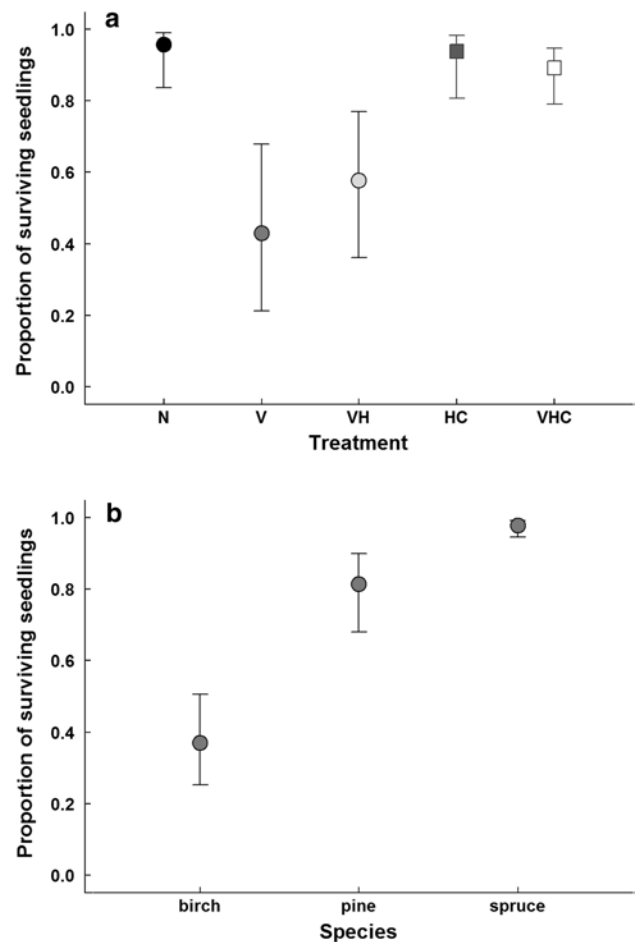 a
Proportion of surviving seedlings
1.0
0.8
0.6
0.4
0.2
0.0
N V VH HC VHC
Treatment
b
Proportion of surviving seedlings
1.0
0.8
0.6
0.4
0.2
0.0
birch pine spruce
Species